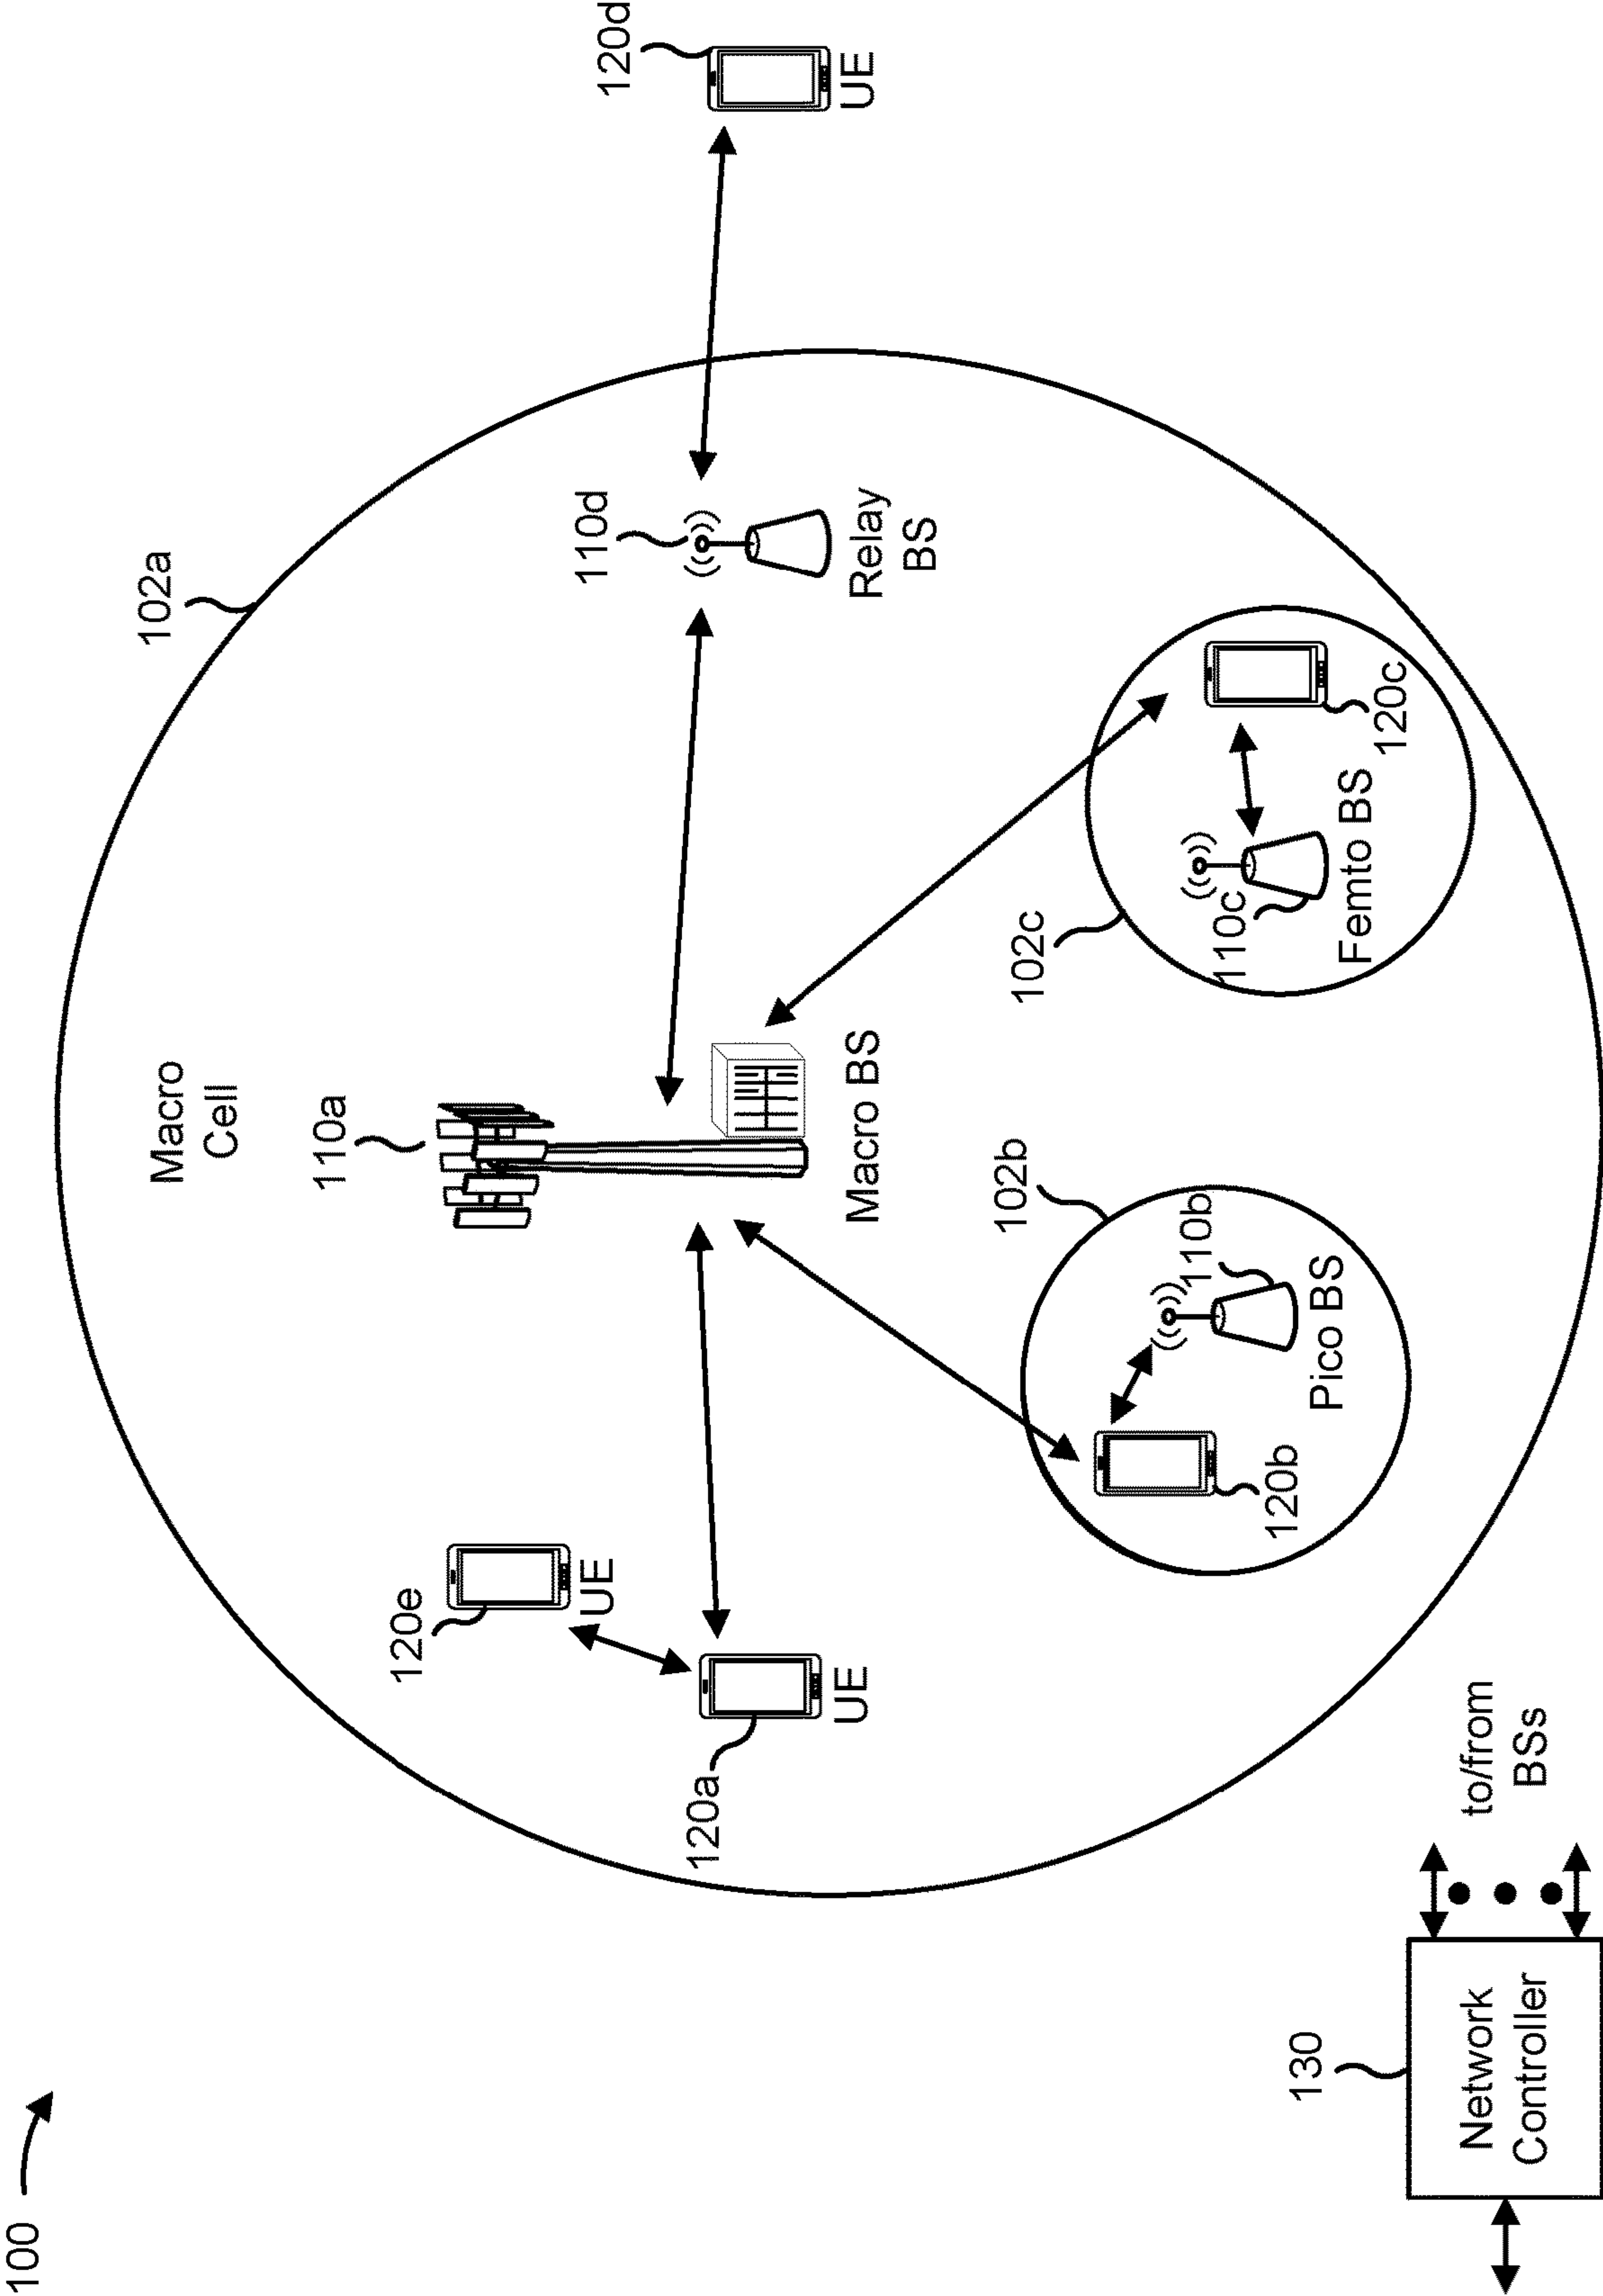 100
102a
Macro
Cell
110a
120e
UE
120a
UE
Macro BS
110d
Relay
BS
120d
UE
102b
110b
Pico BS
120b
102c
110c
Femto BS
120c
130
Network
Controller
to/from
BSs